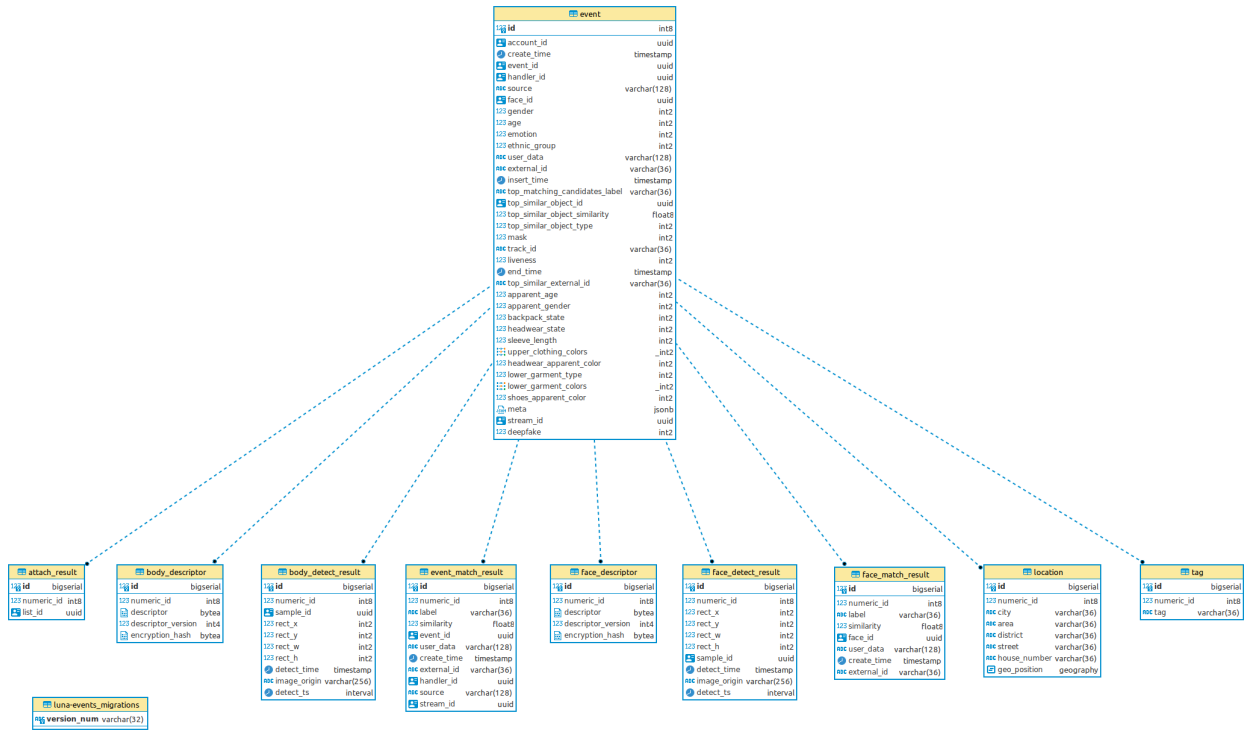 event
id int8
account_id uuid
create_time timestamp
event_id uuid
handler_id uuid
source varchar(128)
face_id uuid
gender int2
age int2
emotion int2
ethnic_group int2
user_data varchar(128)
external_id varchar(36)
insert_time timestamp
top_matching_candidates_label varchar(36)
top_similar_object_id uuid
top_similar_object_similarity float8
top_similar_object_type int2
mask int2
track_id varchar(36)
liveness int2
end_time timestamp
top_similar_external_id varchar(36)
apparent_age int2
apparent_gender int2
backpack_state int2
headwear_state int2
sleeve_length int2
upper_clothing_colors _int2
headwear_apparent_color int2
lower_garment_type int2
lower_garment_colors _int2
shoes_apparent_color int2
meta jsonb
stream_id uuid
deepfake int2
attach_result
id bigserial
numeric_id int8
list_id uuid
body_descriptor
id bigserial
numeric_id int8
descriptor bytea
descriptor_version int4
encryption_hash bytea
body_detect_result
id bigserial
numeric_id int8
sample_id uuid
rect_x int2
rect_y int2
rect_w int2
rect_h int2
detect_time timestamp
image_origin varchar(256)
detect_ts interval
event_match_result
id bigserial
numeric_id int8
label varchar(36)
similarity float8
event_id uuid
user_data varchar(128)
create_time timestamp
external_id varchar(36)
handler_id uuid
source varchar(128)
stream_id uuid
face_descriptor
id bigserial
numeric_id int8
descriptor bytea
descriptor_version int4
encryption_hash bytea
face_detect_result
id bigserial
numeric_id int8
rect_x int2
rect_y int2
rect_w int2
rect_h int2
sample_id uuid
detect_time timestamp
image_origin varchar(256)
detect_ts interval
face_match_result
id bigserial
numeric_id int8
label varchar(36)
similarity float8
face_id uuid
user_data varchar(128)
create_time timestamp
external_id varchar(36)
location
id bigserial
numeric_id int8
city varchar(36)
area varchar(36)
district varchar(36)
street varchar(36)
house_number varchar(36)
geo_position geography
tag
id bigserial
numeric_id int8
tag varchar(36)
luna-events_migrations
version_num varchar(32)